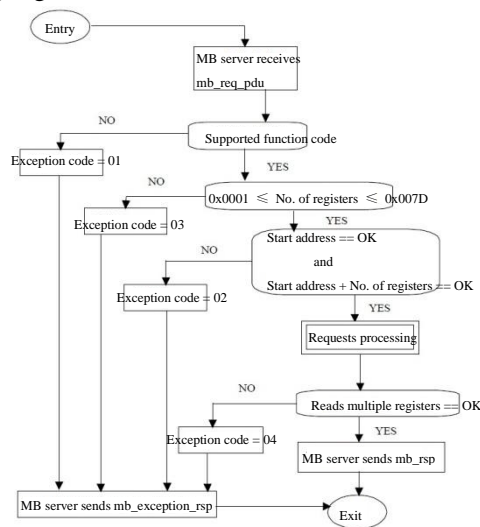 Entry
MB server receives
mb_req_pdu
NO
Supported function code
Exception code = 01
YES
NO
0x0001 ≤ No. of registers ≤ 0x007D
Exception code = 03
YES
Start address == OK
NO
and
Exception code = 02
Start address + No. of registers == OK
YES
Requests processing
NO
Reads multiple registers == OK
Exception code = 04
YES
MB server sends mb_rsp
MB server sends mb_exception_rsp
Exit